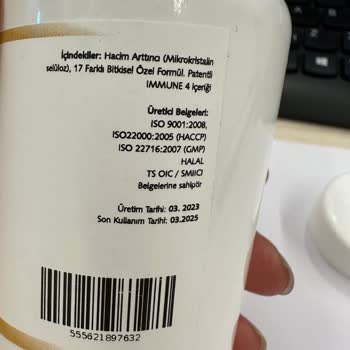 İçindekiler: Hacim Arttırıcı (Mikrokristalin
selüloz), 17 Farklı Bitkisel Özel Formül. Patentli
IMMUNE 4 içeriği
Üretici Belgeleri:
ISO 9001:2008,
ISO22000:2005 (HACCP)
ISO 22716:2007 (GMP)
HALAL
TS OIC / SMIICI
Belgelerine sahiptir
Üretim Tarihi: 03. 2023
Son Kullanım Tarihi: 03.2025
555621897632